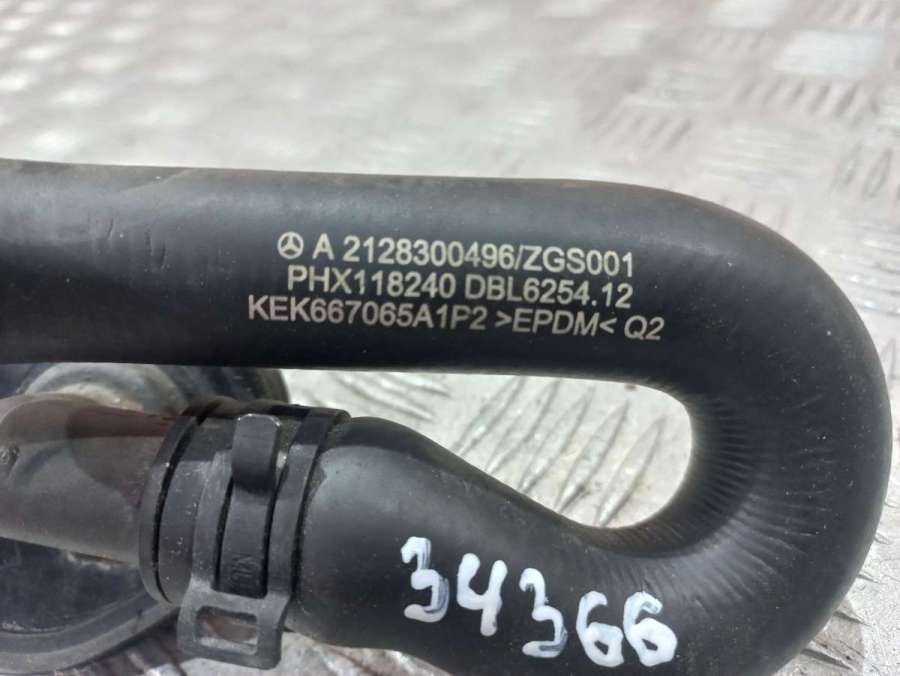 A 2128300496/ZGS001
PHX118240 DBL6254.12
KEK667065A1P2 >EPDM< Q2
34366